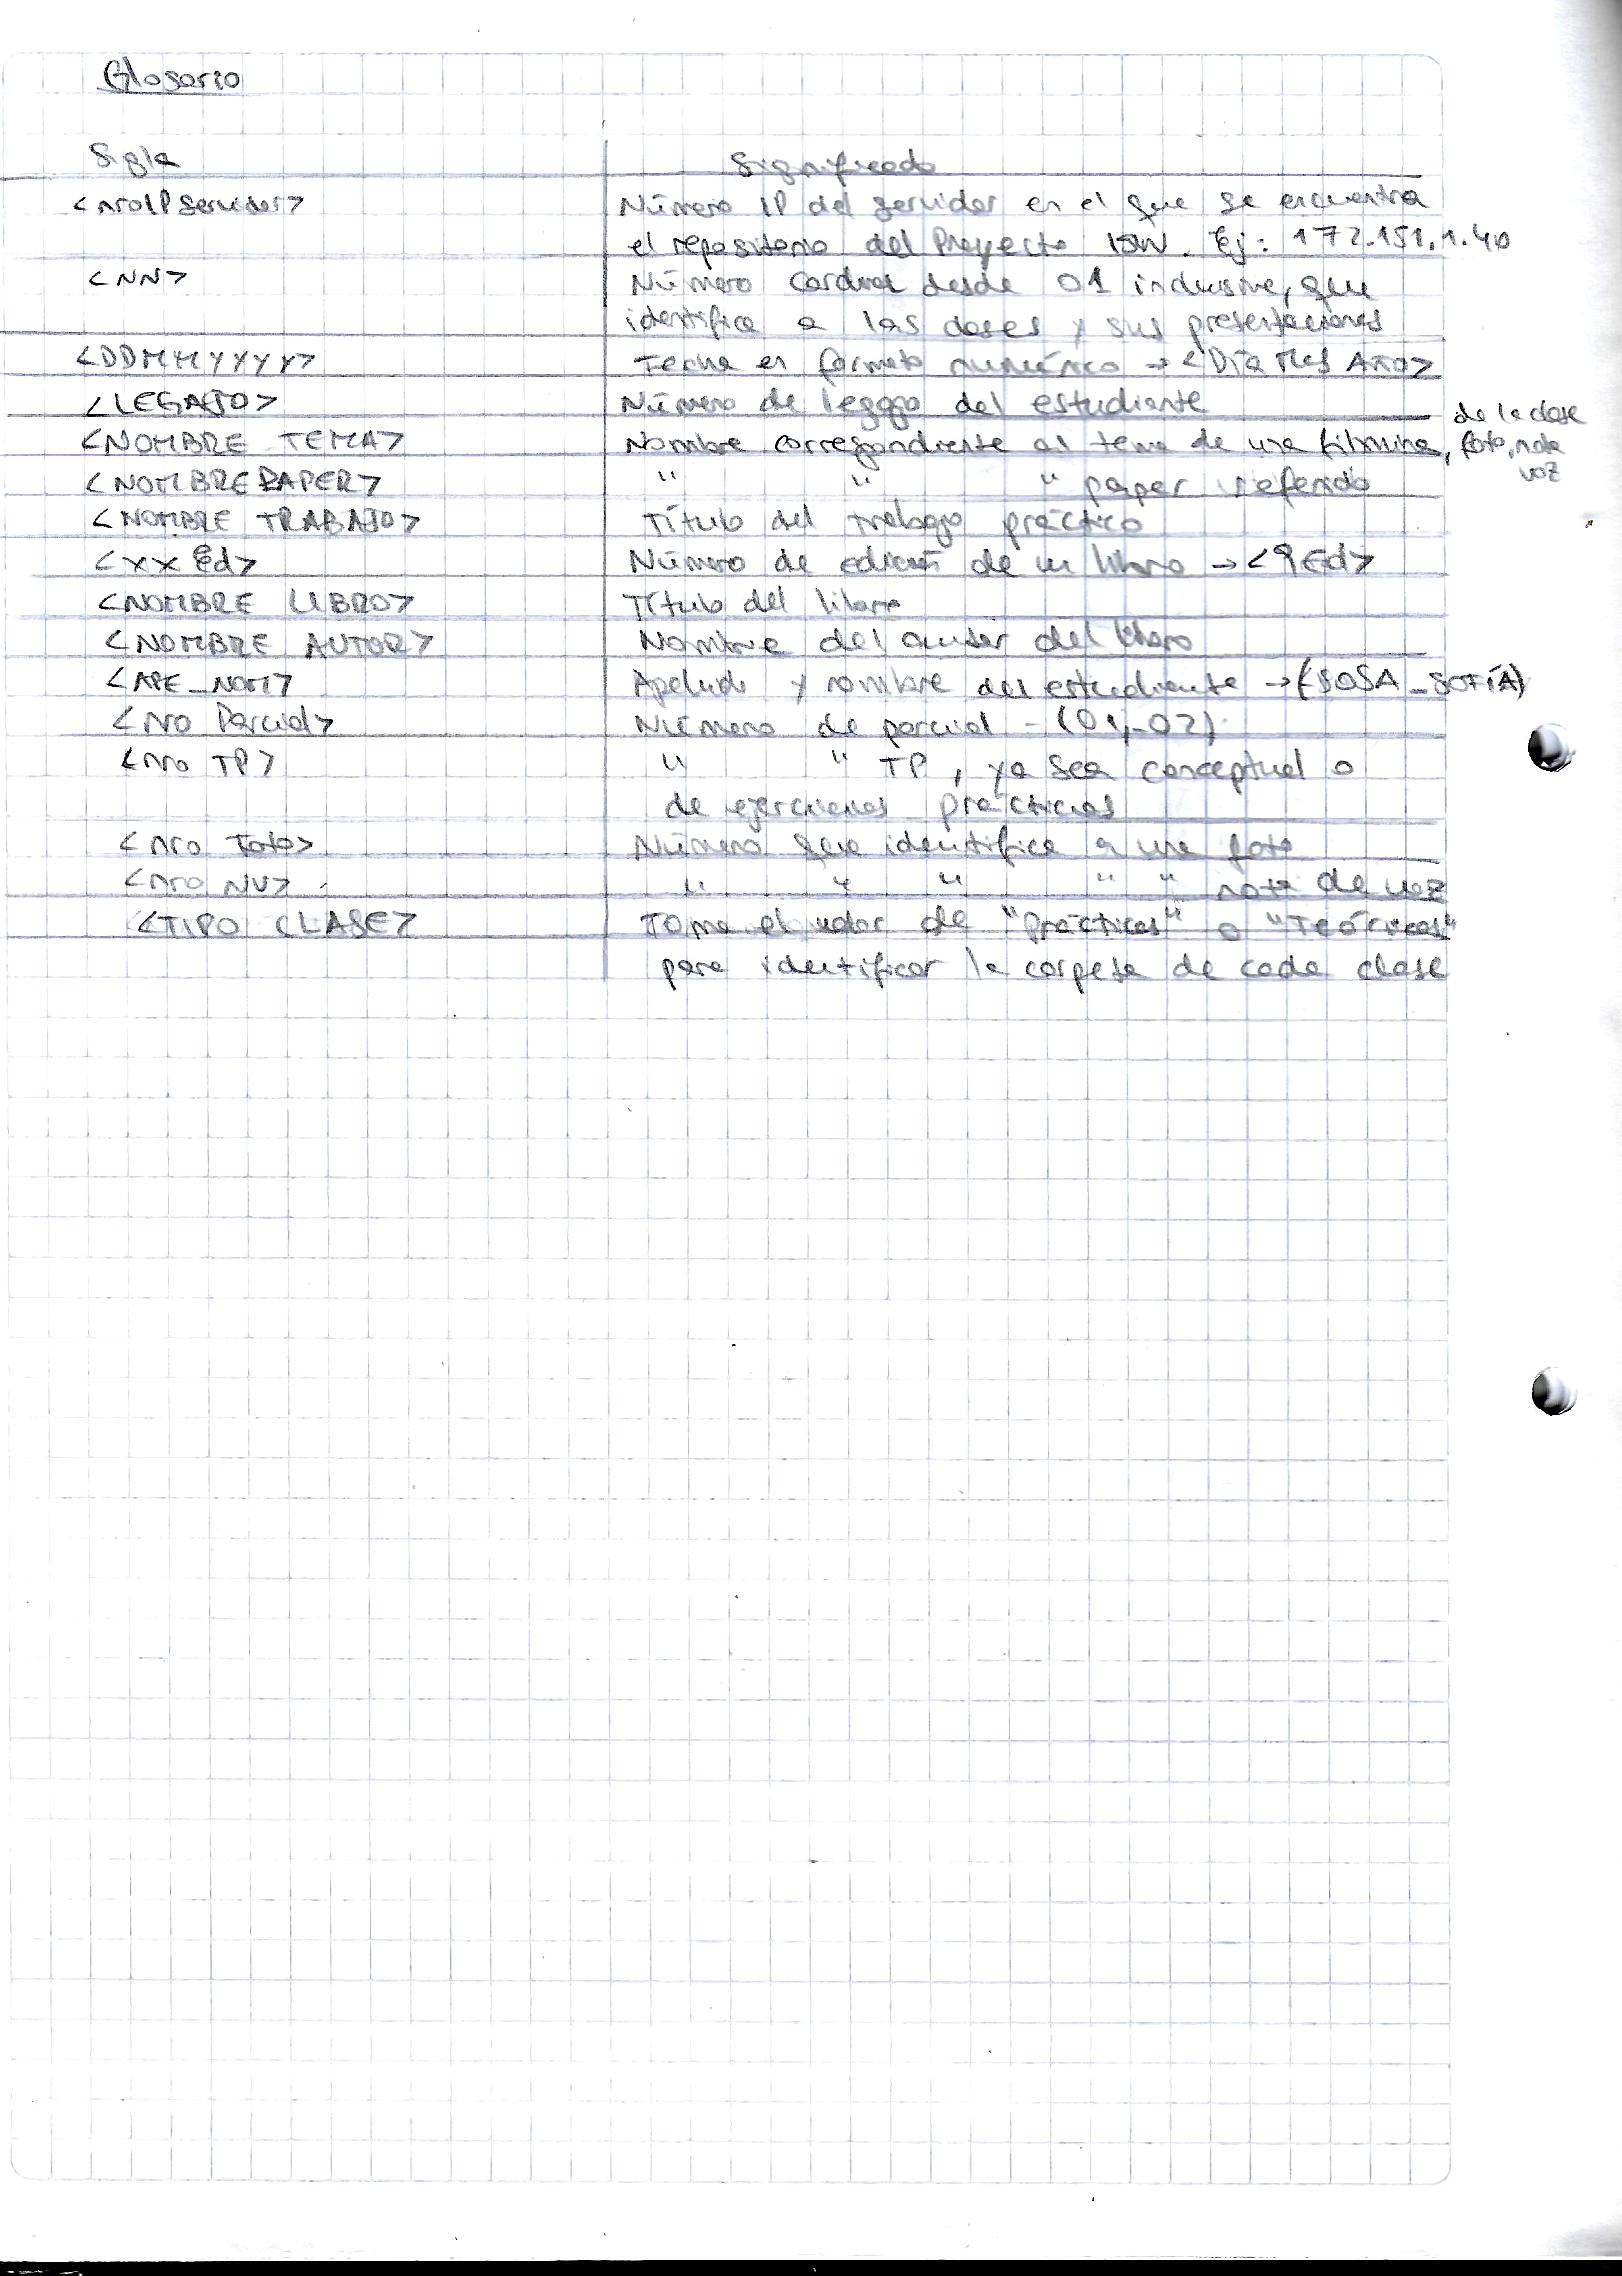 Glosario
Sigla Significado
<nroIPServidor> Número IP del servidor en el que se encuentra
el repositorio del Proyecto ISW. Ej: 172.151.1.40
<NN> Número cardinal desde 01 inclusive, que
identifica a las clases y sus presentaciones
<DDMMYYYY> Fecha en formato numérico → <Día Mes Año>
<LEGAJO> Número de legajo del estudiante
<NOMBRE TEMA> Nombre correspondiente al tema de una filmina, foto, nota
voz
de la clase
<NOMBREPAPER> " " " paper referido
<NOMBRE TRABAJO> Título del trabajo práctico
<xxEd> Número de edición de un libro → <9Ed>
<NOMBRE LIBRO> Título del libro
<NOMBRE AUTOR> Nombre del autor del libro
<APE_NOM> Apellido y nombre del estudiante → (SOSA_SOFÍA)
<nro Parcial> Número de parcial - (01,-02)
<nro TP> " " TP, ya sea conceptual o
de ejercicios prácticos
<nro Foto> Número que identifica a una foto
<nro NV> " " " " " nota de voz
<TIPO CLASE> Toma el valor de "Prácticas" o "Teóricas"
para identificar la carpeta de cada clase